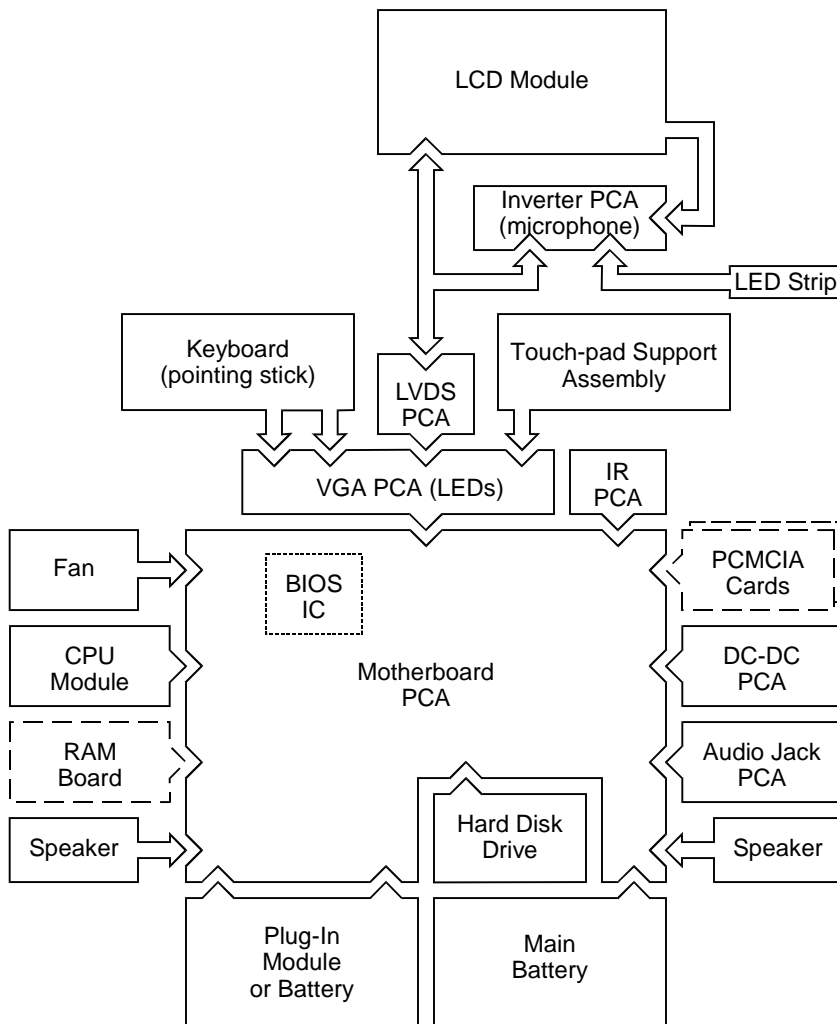 LCD Module
Inverter PCA
(microphone)
LED Strip
Keyboard
(pointing stick)
LVDS
PCA
Touch-pad Support
Assembly
VGA PCA (LEDs)
IR
PCA
Fan
BIOS
IC
PCMCIA
Cards
CPU
Module
Motherboard
PCA
DC-DC
PCA
RAM
Board
Audio Jack
PCA
Speaker
Hard Disk
Drive
Speaker
Plug-In
Module
or Battery
Main
Battery